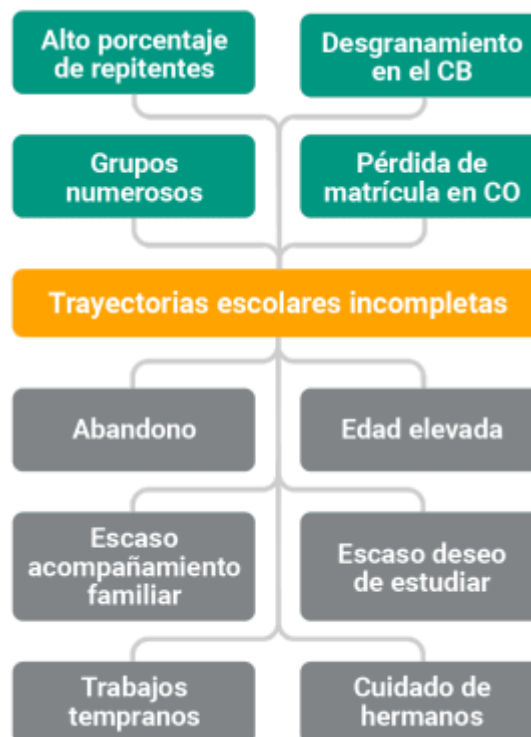 Alto porcentaje
de repitentes
Desgranamiento
en el CB
Grupos
numerosos
Pérdida de
matrícula en CO
Trayectorias escolares incompletas
Abandono
Edad elevada
Escaso
acompañamiento
familiar
Escaso deseo
de estudiar
Trabajos
tempranos
Cuidado de
hermanos